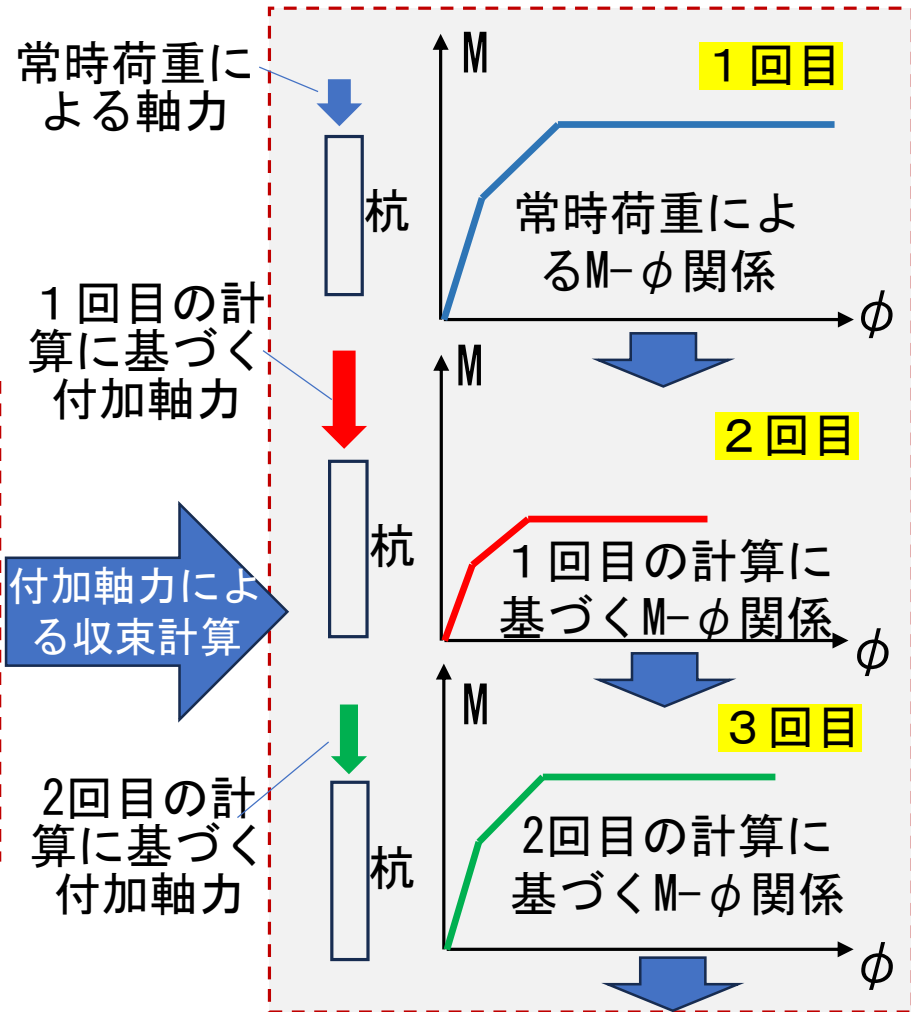 常時荷重に
よる軸力
杭
M
１回目
常時荷重によ
るM-φ関係
φ
１回目の計
算に基づく
付加軸力
杭
M
２回目
１回目の計算に
基づくM-φ関係
φ
付加軸力によ
る収束計算
2回目の計
算に基づく
付加軸力
杭
M
３回目
2回目の計算に
基づくM-φ関係
φ